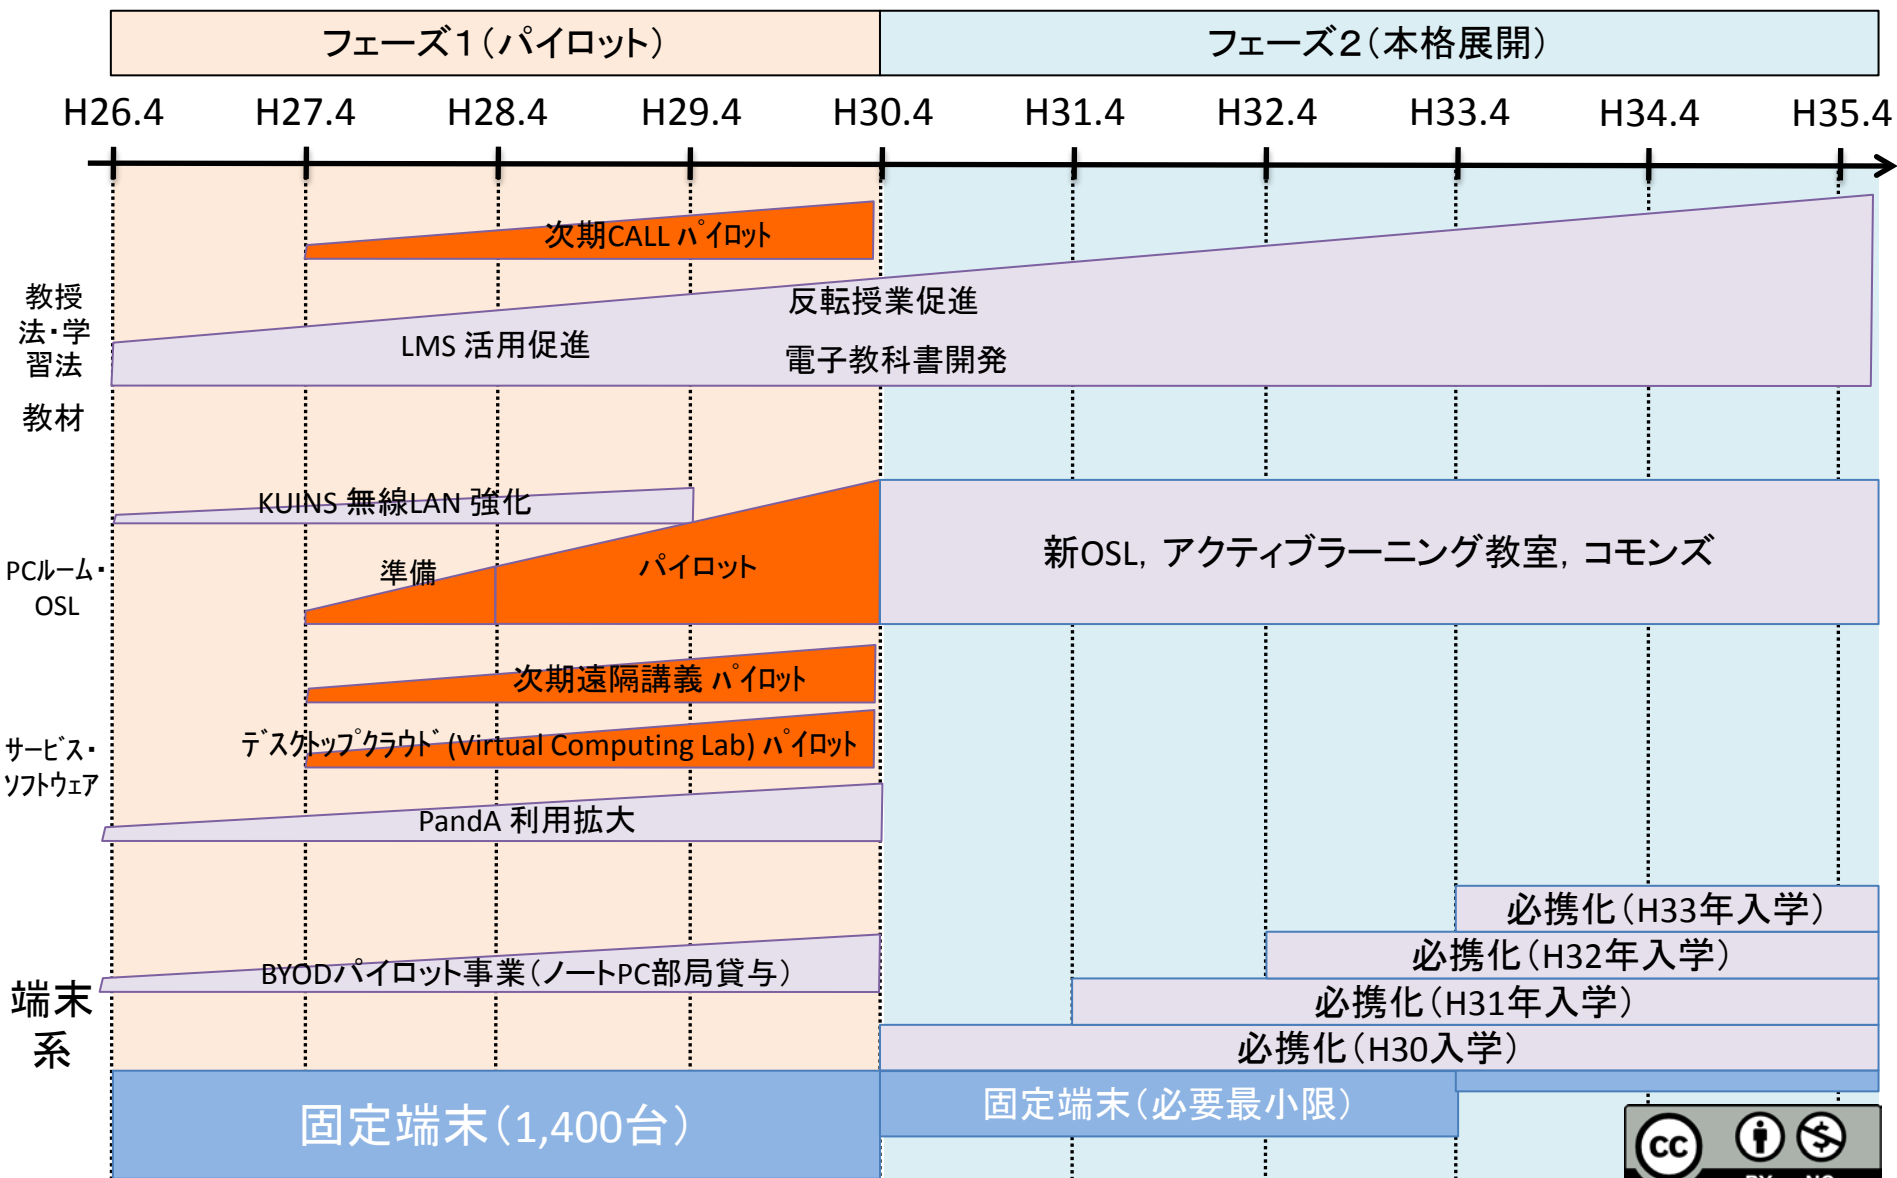 フェーズ１（パイロット）
フェーズ２（本格展開）
H26.4 H27.4 H28.4 H29.4 H30.4 H31.4 H32.4 H33.4 H34.4 H35.4
次期CALL パイロット
教授
法・学
習法
反転授業促進
LMS 活用促進
電子教科書開発
教材
KUINS 無線LAN 強化
PCルーム・
OSL
準備
パイロット
新OSL，アクティブラーニング教室，コモンズ
次期遠隔講義 パイロット
サービス・
ソフトウェア
デスクトップクラウド (Virtual Computing Lab) パイロット
PandA 利用拡大
端末
系
BYODパイロット事業（ノートPC部局貸与）
必携化（H33年入学）
必携化（H32年入学）
必携化（H31年入学）
必携化（H30入学）
固定端末（1,400台）
固定端末（必要最小限）
cc
BY NC